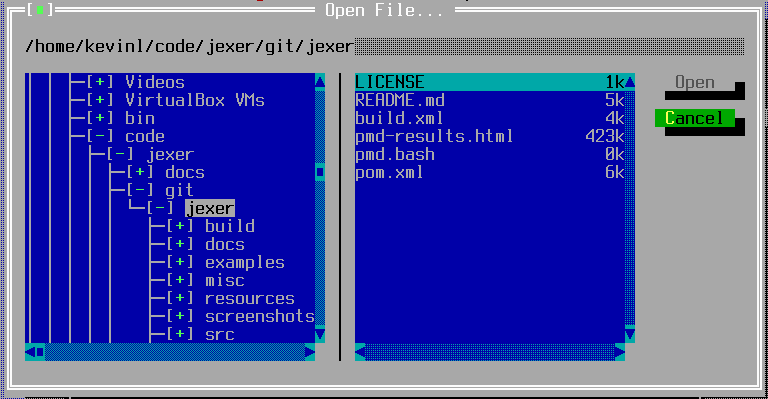 Open File...
/home/kevinl/code/jexer/git/jexer
[+] Videos
[+] VirtualBox VMs
[+] bin
[-] code
[-] jexer
[+] docs
[-] git
[-] jexer
[+] build
[+] docs
[+] examples
[+] misc
[+] resources
[+] screenshots
[+] src
LICENSE 1k
README.md 5k
build.xml 4k
pmd-results.html 423k
pmd.bash 0k
pom.xml 6k
Open
Cancel